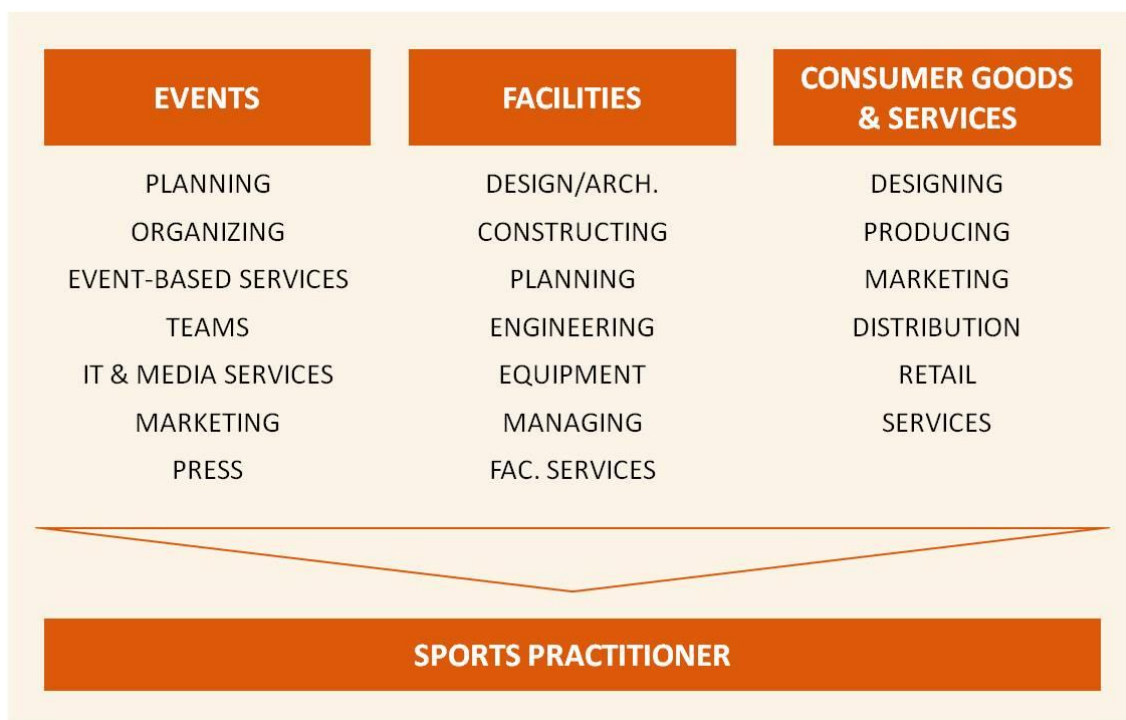 EVENTS
PLANNING
ORGANIZING
EVENT-BASED SERVICES
TEAMS
IT & MEDIA SERVICES
MARKETING
PRESS
FACILITIES
DESIGN/ARCH.
CONSTRUCTING
PLANNING
ENGINEERING
EQUIPMENT
MANAGING
FAC. SERVICES
CONSUMER GOODS
& SERVICES
DESIGNING
PRODUCING
MARKETING
DISTRIBUTION
RETAIL
SERVICES
SPORTS PRACTITIONER